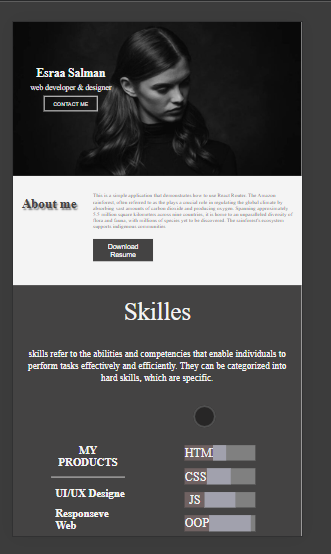 Esraa Salman
web developer & designer
CONTACT ME
About me
This is a simple application that demonstrates how to use React Router. The Amazon
rainforest, often referred to as the plays a crucial role in regulating the global climate by
absorbing vast amounts of carbon dioxide and producing oxygen. Spanning approximately
5.5 million square kilometers across nine countries, it is home to an unparalleled diversity of
flora and fauna, with millions of species yet to be discovered. The rainforest's ecosystem
supports indigenous communities
Download
Resume
Skilles
skills refer to the abilities and competencies that enable individuals to
perform tasks effectively and efficiently. They can be categorized into
hard skills, which are specific.
MY
PRODUCTS
UI/UX Designe
Responseve
Web
HTML
CSS
JS
OOP